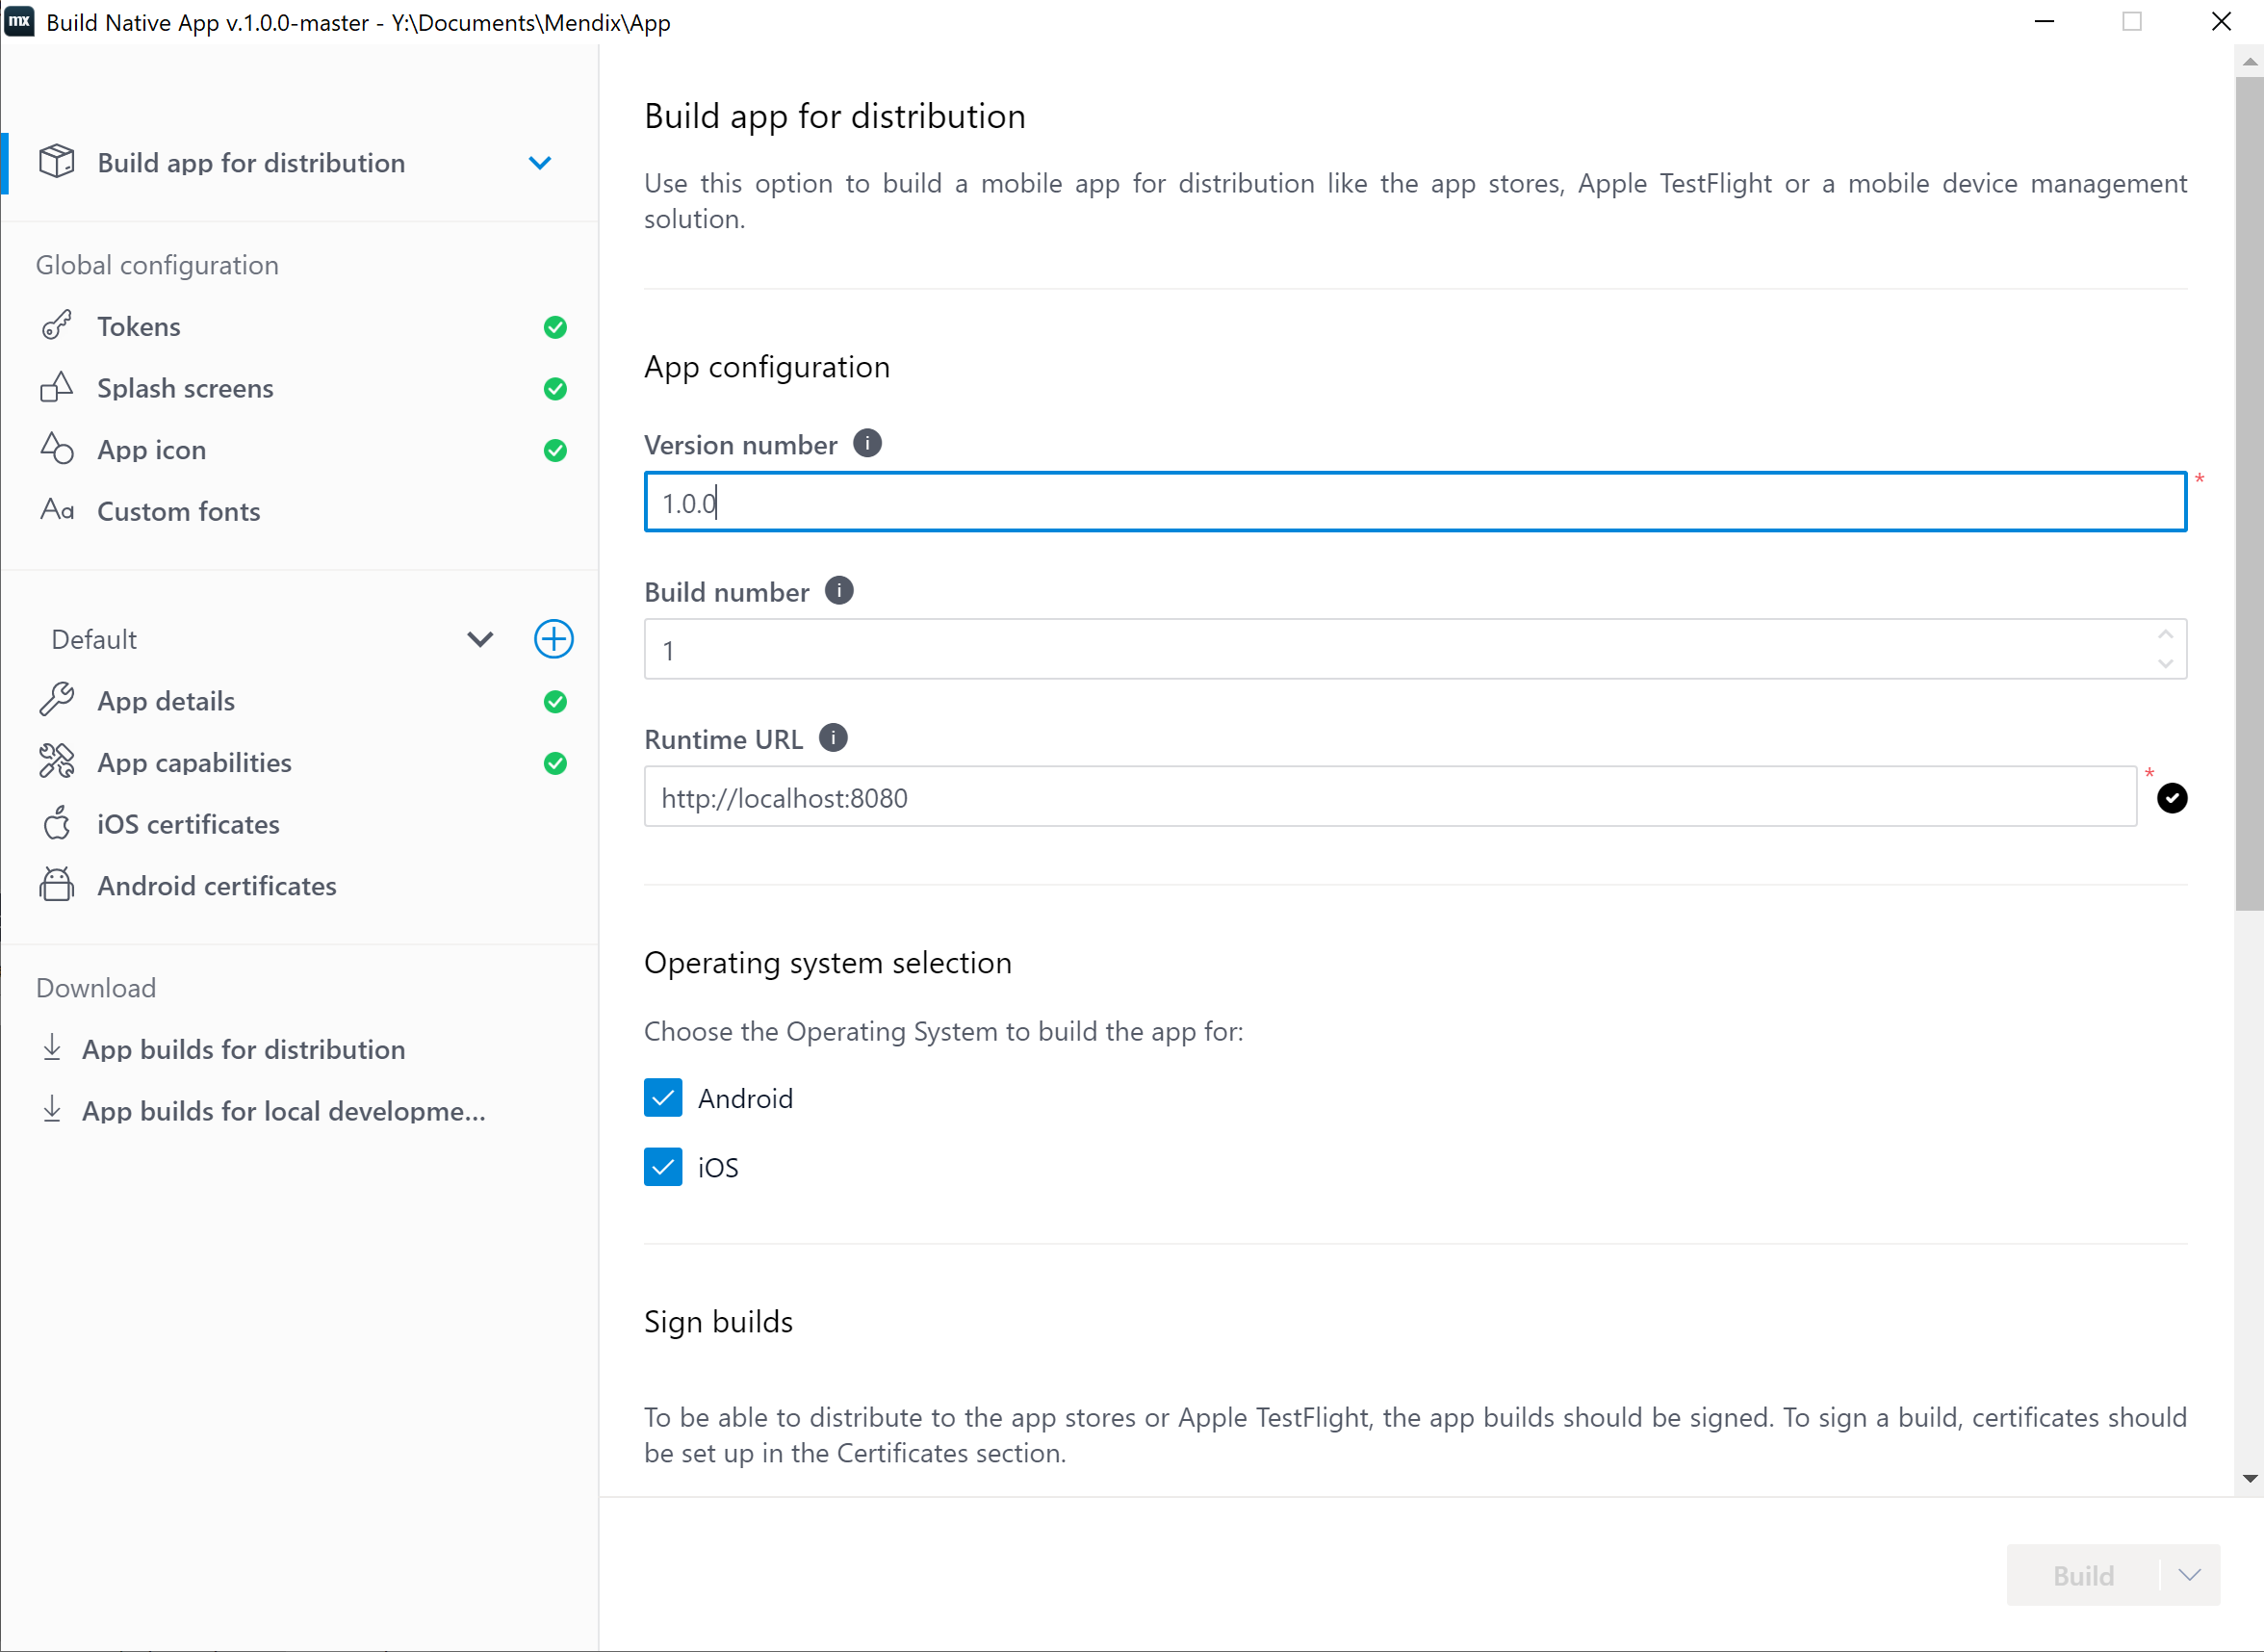 mx Build Native App v.1.0.0-master - Y:\Documents\Mendix\App
Build app for distribution
Global configuration
Tokens
Splash screens
App icon
Aa Custom fonts
Default
App details
App capabilities
iOS certificates
Android certificates
Download
App builds for distribution
App builds for local developme...
Build app for distribution
Use this option to build a mobile app for distribution like the app stores, Apple TestFlight or a mobile device management
solution.
App configuration
Version number i
1.0.0 *
Build number i
1
Runtime URL i
http://localhost:8080 *
Operating system selection
Choose the Operating System to build the app for:
Android
iOS
Sign builds
To be able to distribute to the app stores or Apple TestFlight, the app builds should be signed. To sign a build, certificates should
be set up in the Certificates section.
Build